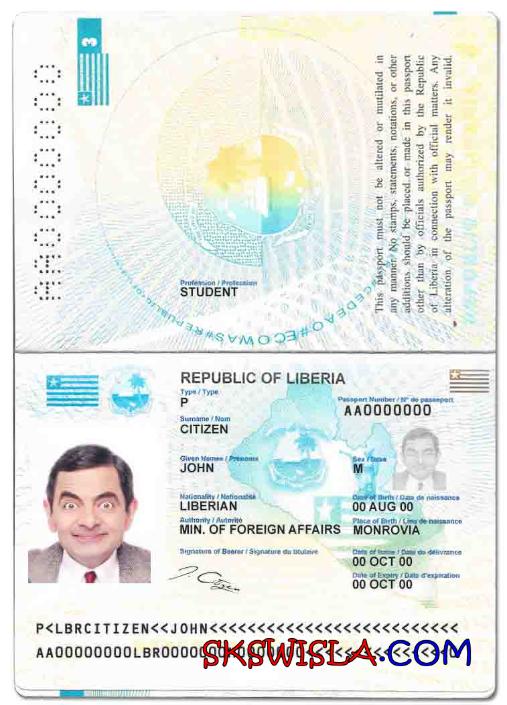 3
AA0000000
Profession / Profession
STUDENT
This passport must not be altered or mutilated in
any manner. No stamps, statements, notations, or other
additions should be placed or made in this passport
other than by officials authorized by the Republic
of Liberia in connection with official matters. Any
alteration of the passport may render it invalid.
REPUBLIC OF LIBERIA
Type / Type
P
Passport Number / Nº de passeport
AA0000000
Surname / Nom
CITIZEN
Given Names / Prénoms
JOHN
Sex / Sexe
M
Nationality / Nationalité
LIBERIAN
Date of Birth / Date de naissance
00 AUG 00
Authority / Autorité
MIN. OF FOREIGN AFFAIRS
Place of Birth / Lieu de naissance
MONROVIA
Signature of Bearer / Signature du titulaire
J. Citizen
Date of Issue / Date de délivrance
00 OCT 00
Date of Expiry / Date d'expiration
00 OCT 00
P<LBRCITIZEN<<JOHN<<<<<<<<<<<<<<<<<<<<<<<<<<
SKSWISLA.COM